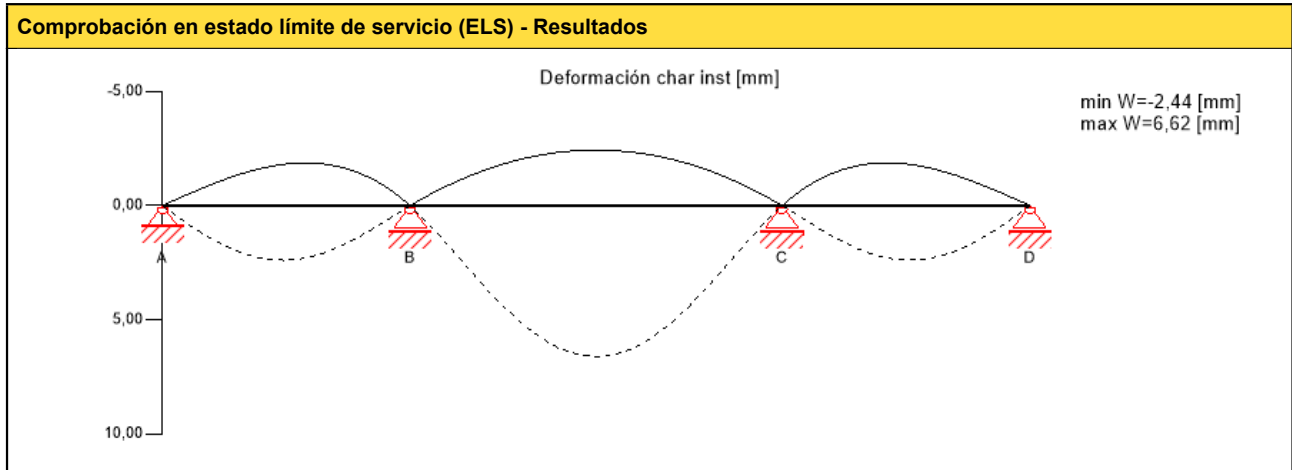 Comprobación en estado límite de servicio (ELS) - Resultados
Deformación char inst [mm]
min W=-2,44 [mm]
max W=6,62 [mm]
-5,00
0,00
5,00
10,00
A
B
C
D